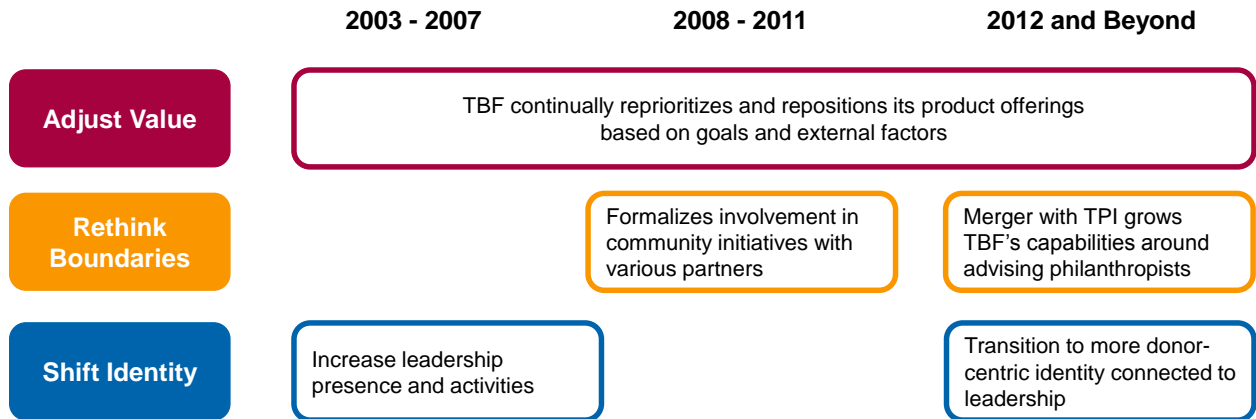 2003 - 2007
2008 - 2011
2012 and Beyond
Adjust Value
TBF continually reprioritizes and repositions its product offerings
based on goals and external factors
Rethink
Boundaries
Formalizes involvement in
community initiatives with
various partners
Merger with TPI grows
TBF’s capabilities around
advising philanthropists
Shift Identity
Increase leadership
presence and activities
Transition to more donor-
centric identity connected to
leadership